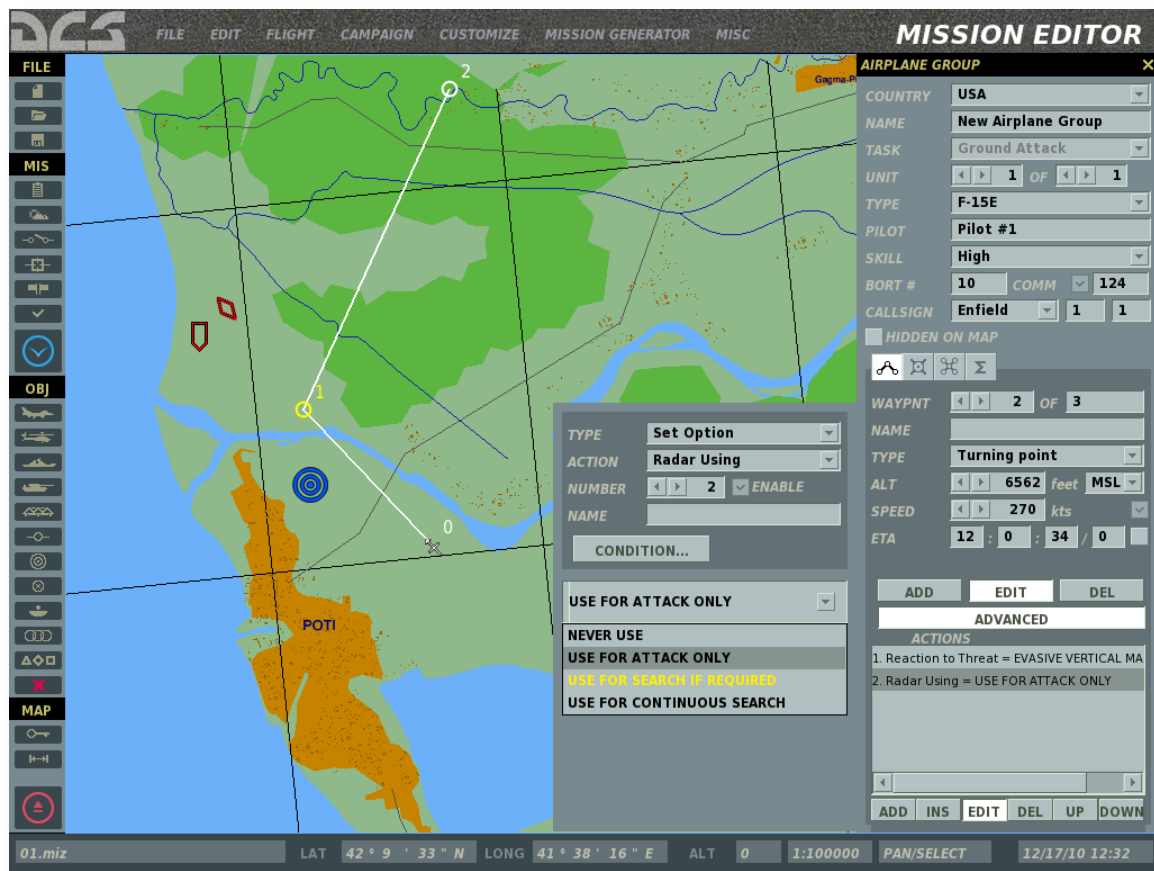 DCS
FILE EDIT FLIGHT CAMPAIGN CUSTOMIZE MISSION GENERATOR MISC
MISSION EDITOR
FILE
MIS
OBJ
MAP
2
1
0
POTI
TYPE Set Option
ACTION Radar Using
NUMBER 2 ENABLE
NAME
CONDITION...
USE FOR ATTACK ONLY
NEVER USE
USE FOR ATTACK ONLY
USE FOR SEARCH IF REQUIRED
USE FOR CONTINUOUS SEARCH
AIRPLANE GROUP
COUNTRY USA
NAME New Airplane Group
TASK Ground Attack
UNIT 1 OF 1
TYPE F-15E
PILOT Pilot #1
SKILL High
BORT # 10 COMM 124
CALLSIGN Enfield 1 1
HIDDEN ON MAP
WAYPNT 2 OF 3
NAME
TYPE Turning point
ALT 6562 feet MSL
SPEED 270 kts
ETA 12 : 0 : 34 / 0
ADD EDIT DEL
ADVANCED
ACTIONS
1. Reaction to Threat = EVASIVE VERTICAL MA
2. Radar Using = USE FOR ATTACK ONLY
ADD INS EDIT DEL UP DOWN
01.miz LAT 42 ° 9 ' 33 " N LONG 41 ° 38 ' 16 " E ALT 0 1:100000 PAN/SELECT 12/17/10 12:32